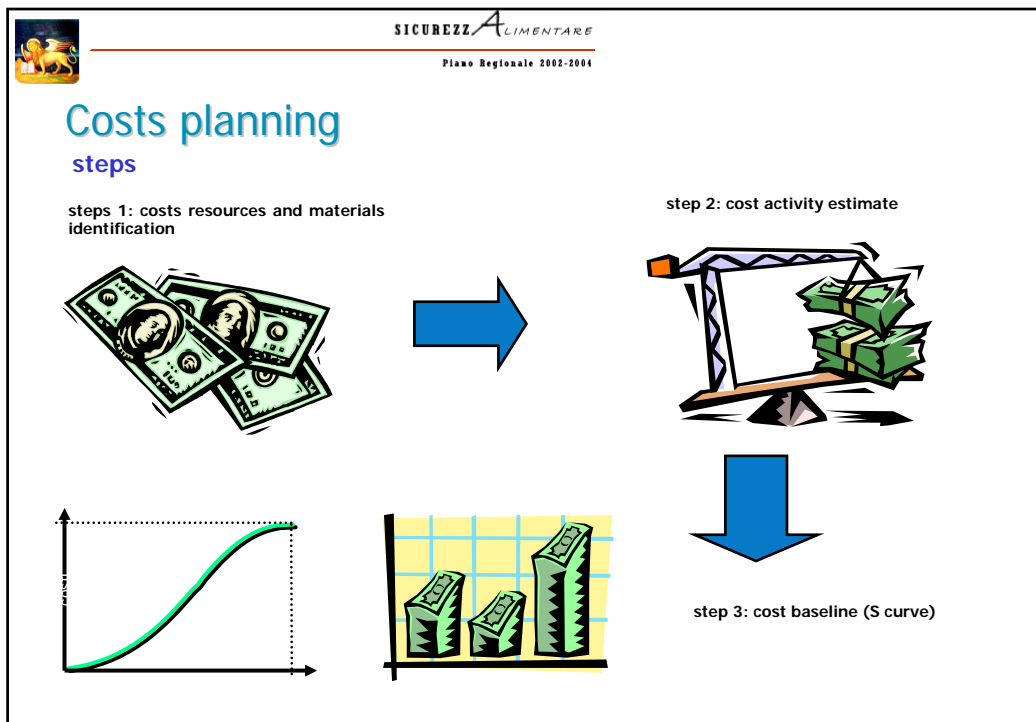 SICUREZZALIMENTARE
Piano Regionale 2002-2004
Costs planning
steps
steps 1: costs resources and materials
identification
step 2: cost activity estimate
step 3: cost baseline (S curve)